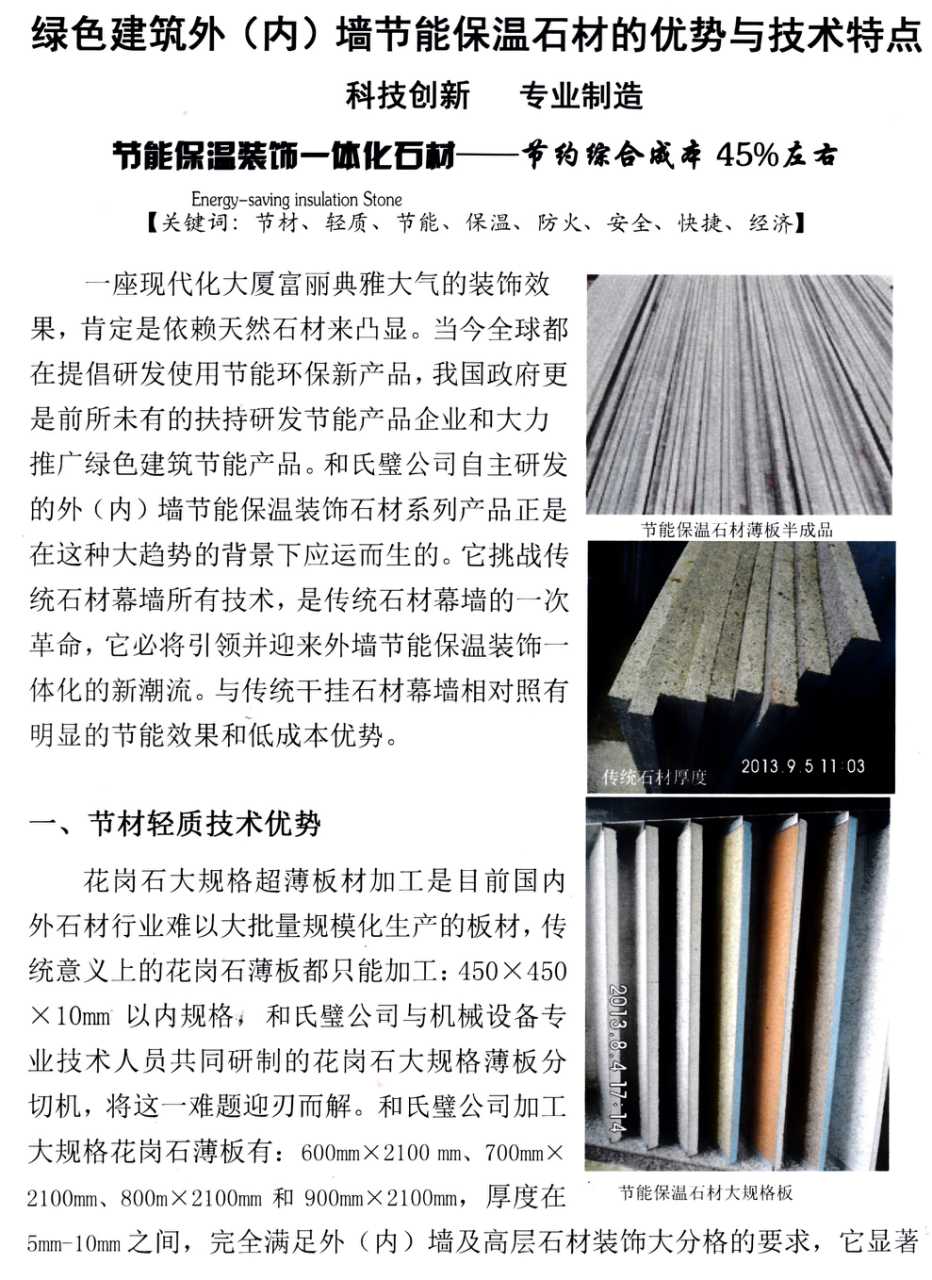 绿色建筑外（内）墙节能保温石材的优势与技术特点
科技创新 专业制造
节能保温装饰一体化石材——节约综合成本 45%左右
Energy-saving insulation Stone
【关键词：节材、轻质、节能、保温、防火、安全、快捷、经济】
一座现代化大厦富丽典雅大气的装饰效
果，肯定是依赖天然石材来凸显。当今全球都
在提倡研发使用节能环保新产品，我国政府更
是前所未有的扶持研发节能产品企业和大力
推广绿色建筑节能产品。和氏璧公司自主研发
的外（内）墙节能保温装饰石材系列产品正是
在这种大趋势的背景下应运而生的。它挑战传
统石材幕墙所有技术，是传统石材幕墙的一次
革命，它必将引领并迎来外墙节能保温装饰一
体化的新潮流。与传统干挂石材幕墙相对照有
明显的节能效果和低成本优势。
一、节材轻质技术优势
花岗石大规格超薄板材加工是目前国内
外石材行业难以大批量规模化生产的板材，传
统意义上的花岗石薄板都只能加工：450×450
×10mm 以内规格，和氏璧公司与机械设备专
业技术人员共同研制的花岗石大规格薄板分
切机，将这一难题迎刃而解。和氏璧公司加工
大规格花岗石薄板有：600mm×2100 mm、700mm×
2100mm、800m×2100mm 和 900mm×2100mm，厚度在
5mm-10mm 之间，完全满足外（内）墙及高层石材装饰大分格的要求，它显著
节能保温石材薄板半成品
传统石材厚度
2013.9.5 11:03
2013.8.4 17:14
节能保温石材大规格板